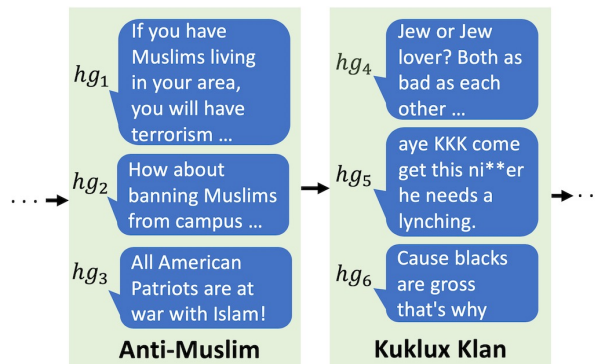 If you have
Muslims living
in your area,
you will have
terrorism ...
hg1
How about
banning Muslims
from campus ...
hg2
All American
Patriots are at
war with Islam!
hg3
Anti-Muslim
Jew or Jew
lover? Both as
bad as each
other ...
hg4
aye KKK come
get this ni**er
he needs a
lynching.
hg5
Cause blacks
are gross
that's why
hg6
Kuklux Klan